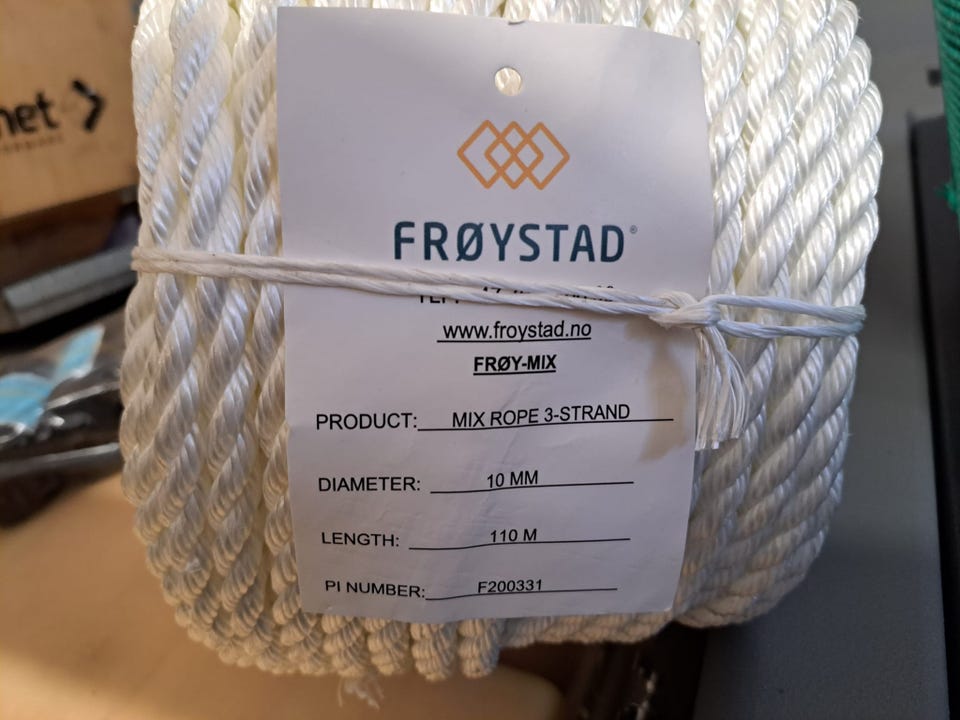 net
FRØYSTAD®
www.froystad.no
FRØY-MIX
PRODUCT: MIX ROPE 3-STRAND
DIAMETER: 10 MM
LENGTH: 110 M
PI NUMBER: F200331